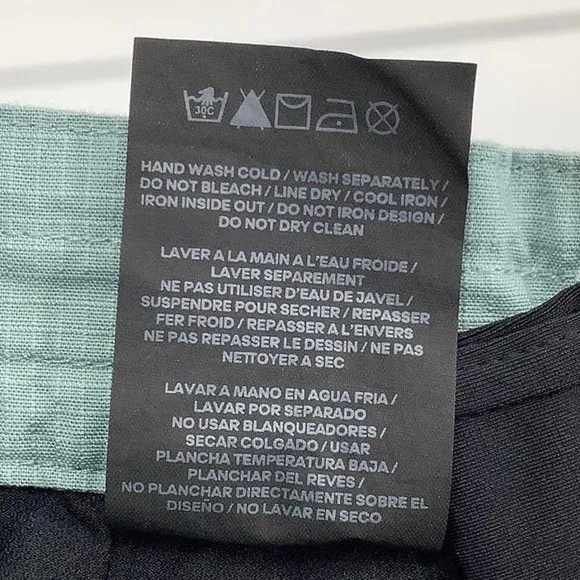 30C
HAND WASH COLD / WASH SEPARATELY /
DO NOT BLEACH / LINE DRY / COOL IRON /
IRON INSIDE OUT / DO NOT IRON DESIGN /
DO NOT DRY CLEAN
LAVER A LA MAIN A L'EAU FROIDE /
LAVER SEPAREMENT
NE PAS UTILISER D'EAU DE JAVEL /
SUSPENDRE POUR SECHER / REPASSER
FER FROID / REPASSER A L'ENVERS
NE PAS REPASSER LE DESSIN / NE PAS
NETTOYER A SEC
LAVAR A MANO EN AGUA FRIA /
LAVAR POR SEPARADO
NO USAR BLANQUEADORES /
SECAR COLGADO / USAR
PLANCHA TEMPERATURA BAJA /
PLANCHAR DEL REVES /
NO PLANCHAR DIRECTAMENTE SOBRE EL
DISEÑO / NO LAVAR EN SECO